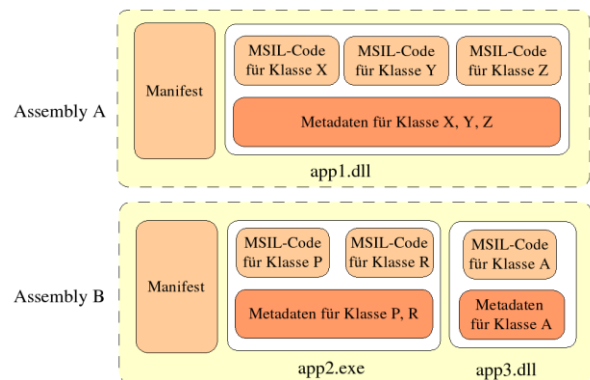 MSIL-Code
für Klasse X
MSIL-Code
für Klasse Y
MSIL-Code
für Klasse Z
Manifest
Assembly A
Metadaten für Klasse X, Y, Z
app1.dll
MSIL-Code
für Klasse P
MSIL-Code
für Klasse R
MSIL-Code
für Klasse A
Assembly B
Manifest
Metadaten für Klasse P, R
Metadaten
für Klasse A
app2.exe
app3.dll